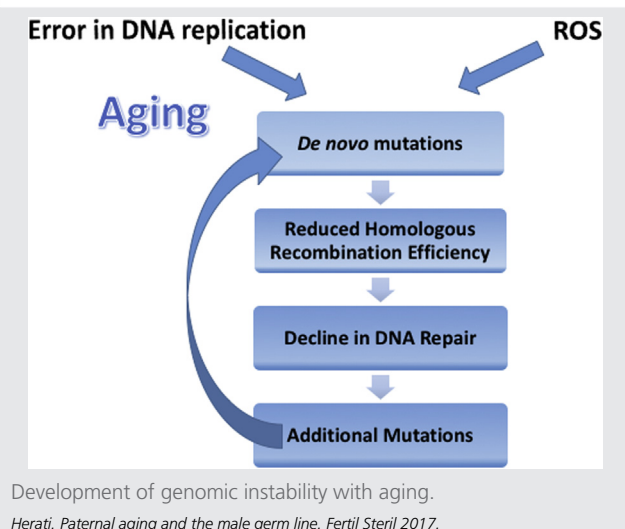 Error in DNA replication
ROS
Aging
De novo mutations
Reduced Homologous
Recombination Efficiency
Decline in DNA Repair
Additional Mutations
Development of genomic instability with aging.
Herati. Paternal aging and the male germ line. Fertil Steril 2017.